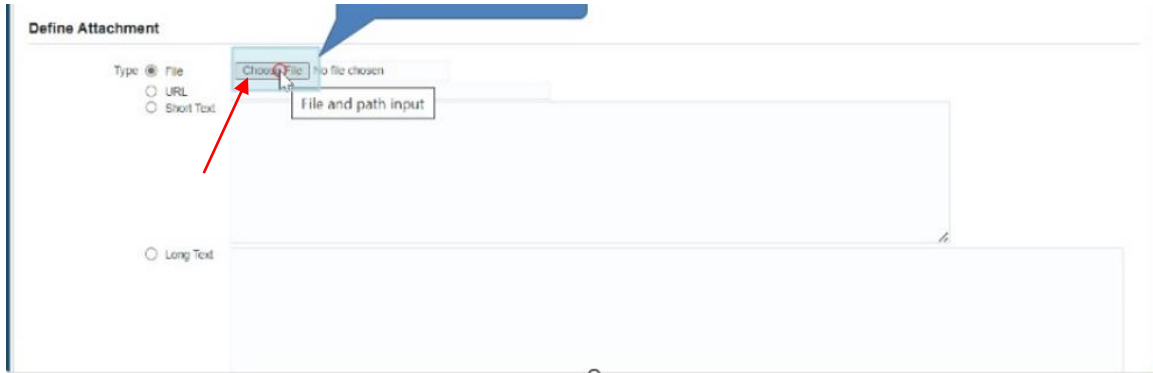 Define Attachment
Type File Choose File No file chosen
URL
Short Text
File and path input
Long Text